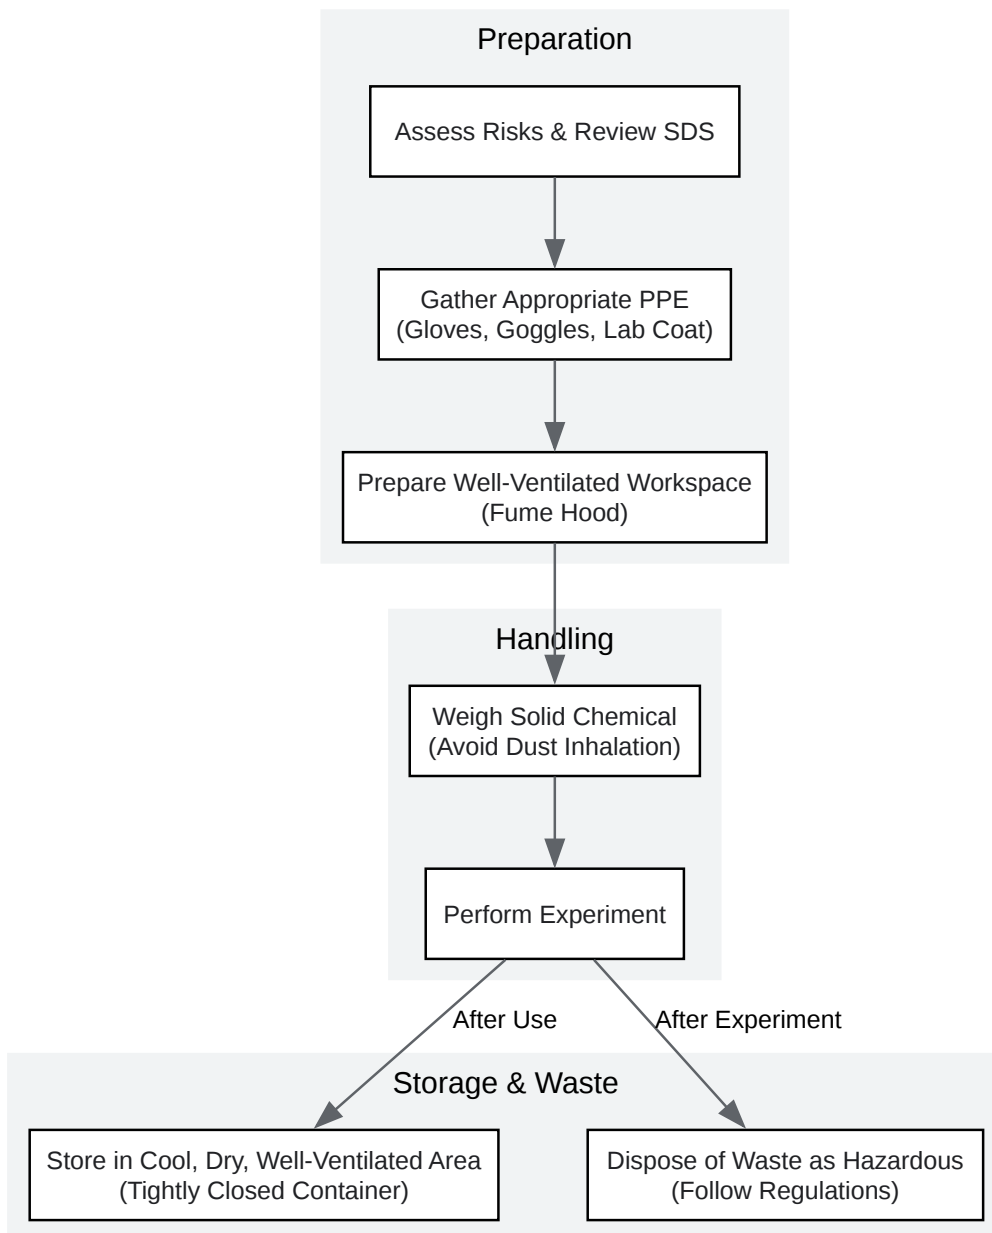 Preparation
Assess Risks & Review SDS
Gather Appropriate PPE
(Gloves, Goggles, Lab Coat)
Prepare Well-Ventilated Workspace
(Fume Hood)
Handling
Weigh Solid Chemical
(Avoid Dust Inhalation)
Perform Experiment
After Use
After Experiment
Storage & Waste
Store in Cool, Dry, Well-Ventilated Area
(Tightly Closed Container)
Dispose of Waste as Hazardous
(Follow Regulations)